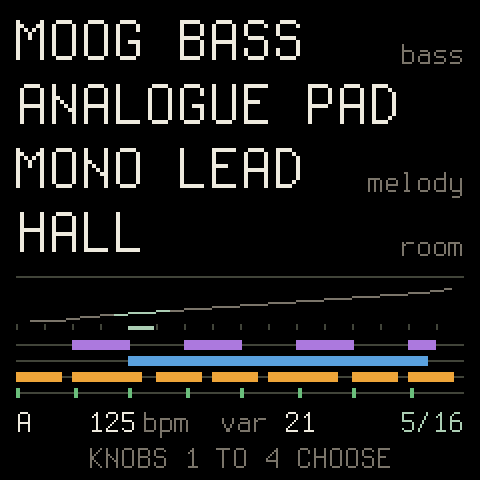 MOOG BASS bass
ANALOGUE PAD
MONO LEAD melody
HALL room
A 125 bpm var 21 5/16
KNOBS 1 TO 4 CHOOSE